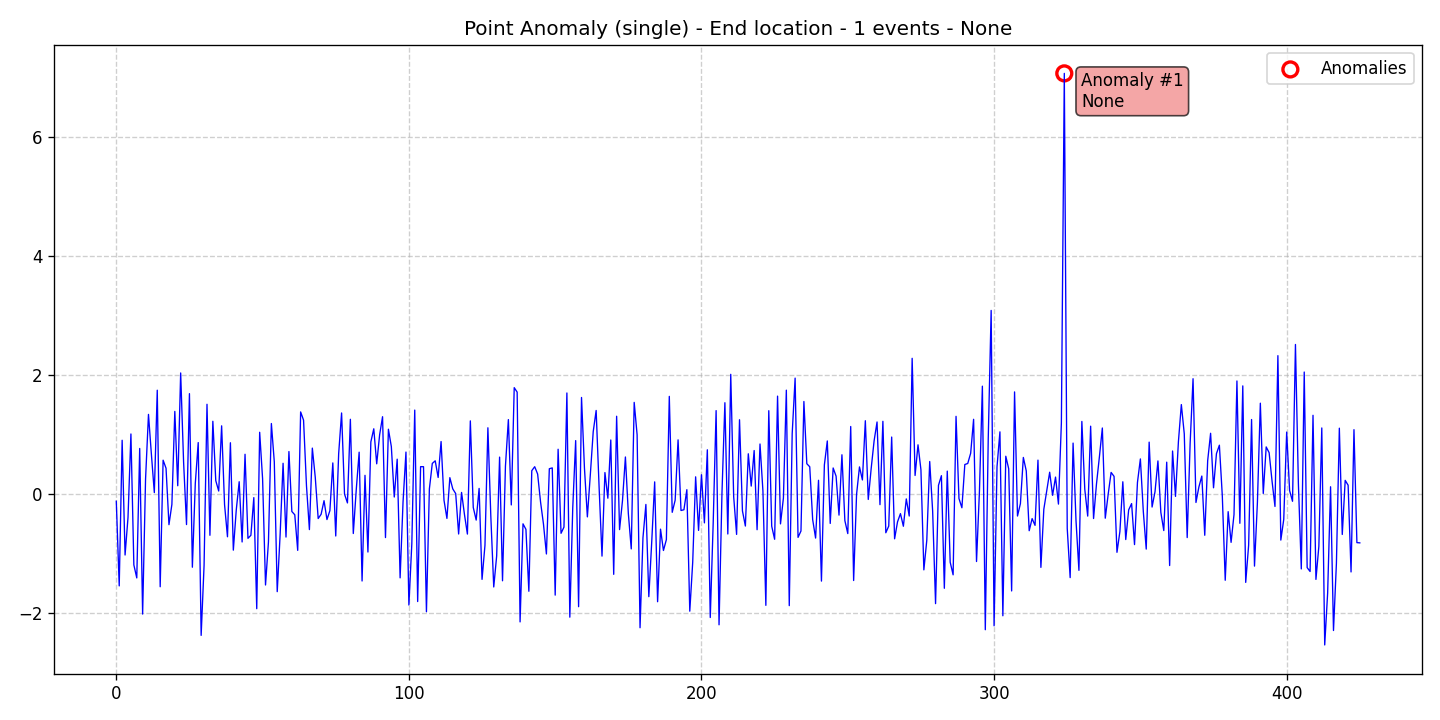 Point Anomaly (single) - End location - 1 events - None
Anomalies
Anomaly #1
None
6
4
2
0
−2
0
100
200
300
400